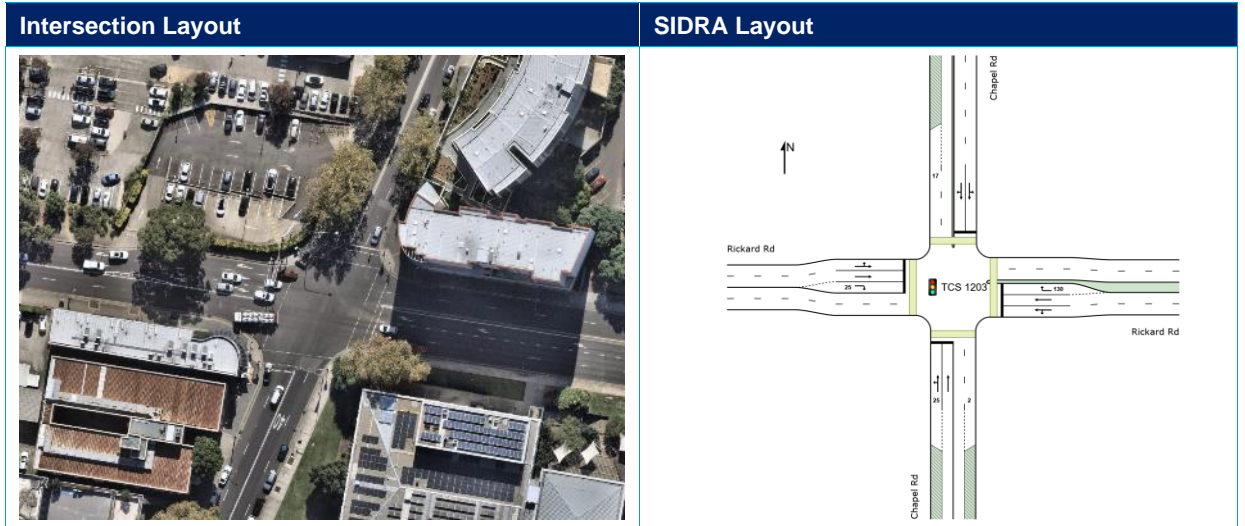 Intersection Layout
SIDRA Layout
Chapel Rd
N
17
Rickard Rd
25
TCS 1203
130
Rickard Rd
25
2
Chapel Rd